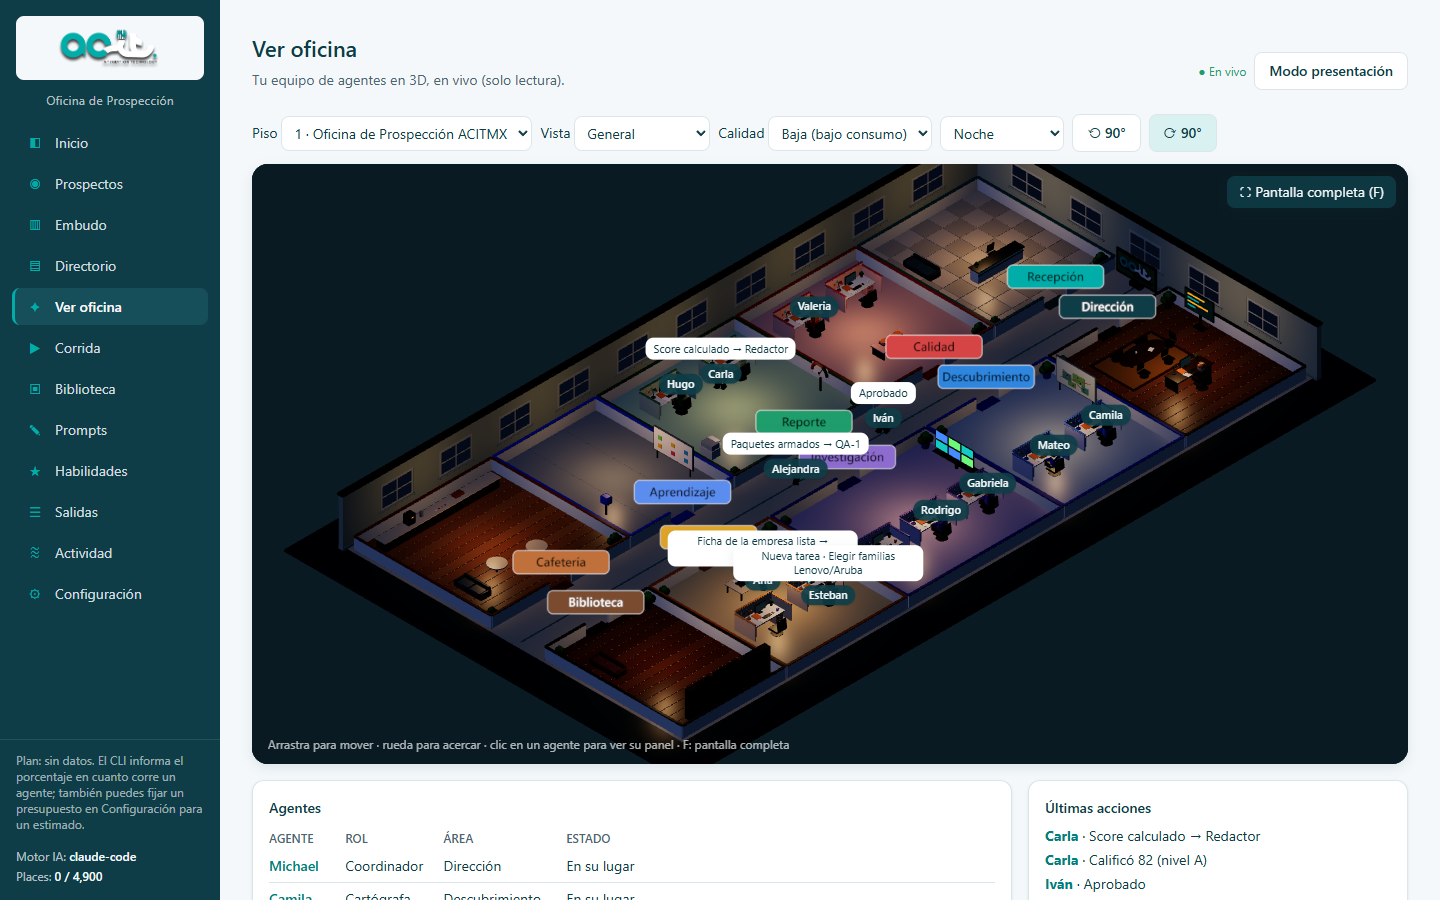 Oficina de Prospección
Inicio
Prospectos
Embudo
Directorio
Ver oficina
Corrida
Biblioteca
Prompts
Habilidades
Salidas
Actividad
Configuración
Plan: sin datos. El CLI informa el
porcentaje en cuanto corre un
agente; también puedes fijar un
presupuesto en Configuración para
un estimado.
Motor IA: claude-code
Places: 0 / 4,900
Ver oficina
Tu equipo de agentes en 3D, en vivo (solo lectura).
● En vivo
Modo presentación
Piso 1 · Oficina de Prospección ACITMX Vista General Calidad Baja (bajo consumo) Noche ↺ 90° ↻ 90°
Pantalla completa (F)
Recepción
Dirección
Valeria
Calidad
Score calculado → Redactor
Carla
Hugo
Descubrimiento
Aprobado
Iván
Camila
Reporte
Paquetes armados → QA-1
Mateo
Investigación
Alejandra
Gabriela
Aprendizaje
Rodrigo
Ficha de la empresa lista →
Nueva tarea · Elegir familias
Lenovo/Aruba
Cafetería
Ana
Esteban
Biblioteca
Arrastra para mover · rueda para acercar · clic en un agente para ver su panel · F: pantalla completa
Agentes
AGENTE ROL ÁREA ESTADO
Michael Coordinador Dirección En su lugar
Camila Cartógrafa Descubrimiento En su lugar
Últimas acciones
Carla · Score calculado → Redactor
Carla · Calificó 82 (nivel A)
Iván · Aprobado